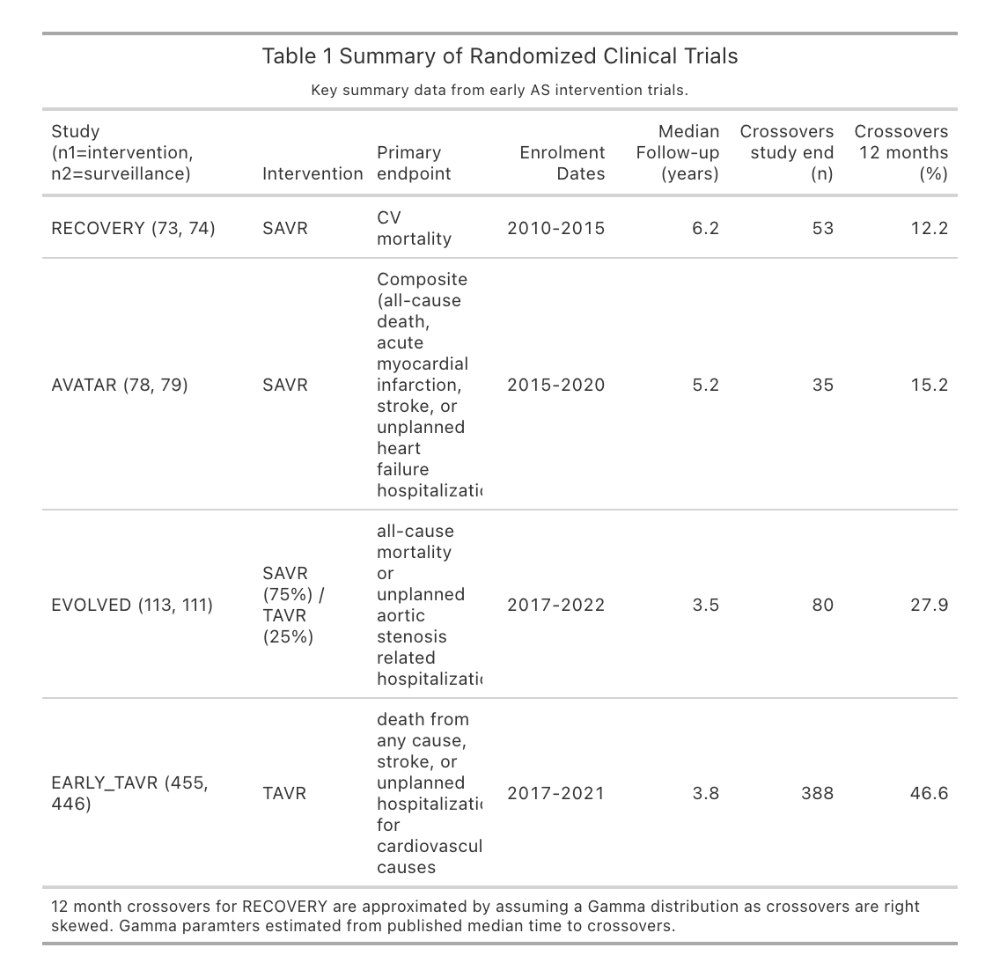 Table 1 Summary of Randomized Clinical Trials
Key summary data from early AS intervention trials.
Study
(n1=intervention,
n2=surveillance)
Intervention
Primary
endpoint
Enrolment
Dates
Median
Follow-up
(years)
Crossovers
study end
(n)
Crossovers
12 months
(%)
RECOVERY (73, 74)
SAVR
CV
mortality
2010-2015
6.2
53
12.2
AVATAR (78, 79)
SAVR
Composite
(all-cause
death,
acute
myocardial
infarction,
stroke, or
unplanned
heart
failure
hospitalizatic
2015-2020
5.2
35
15.2
EVOLVED (113, 111)
SAVR
(75%) /
TAVR
(25%)
all-cause
mortality
or
unplanned
aortic
stenosis
related
hospitalizatic
2017-2022
3.5
80
27.9
EARLY_TAVR (455,
446)
TAVR
death from
any cause,
stroke, or
unplanned
hospitalizatic
for
cardiovascul
causes
2017-2021
3.8
388
46.6
12 month crossovers for RECOVERY are approximated by assuming a Gamma distribution as crossovers are right
skewed. Gamma paramters estimated from published median time to crossovers.